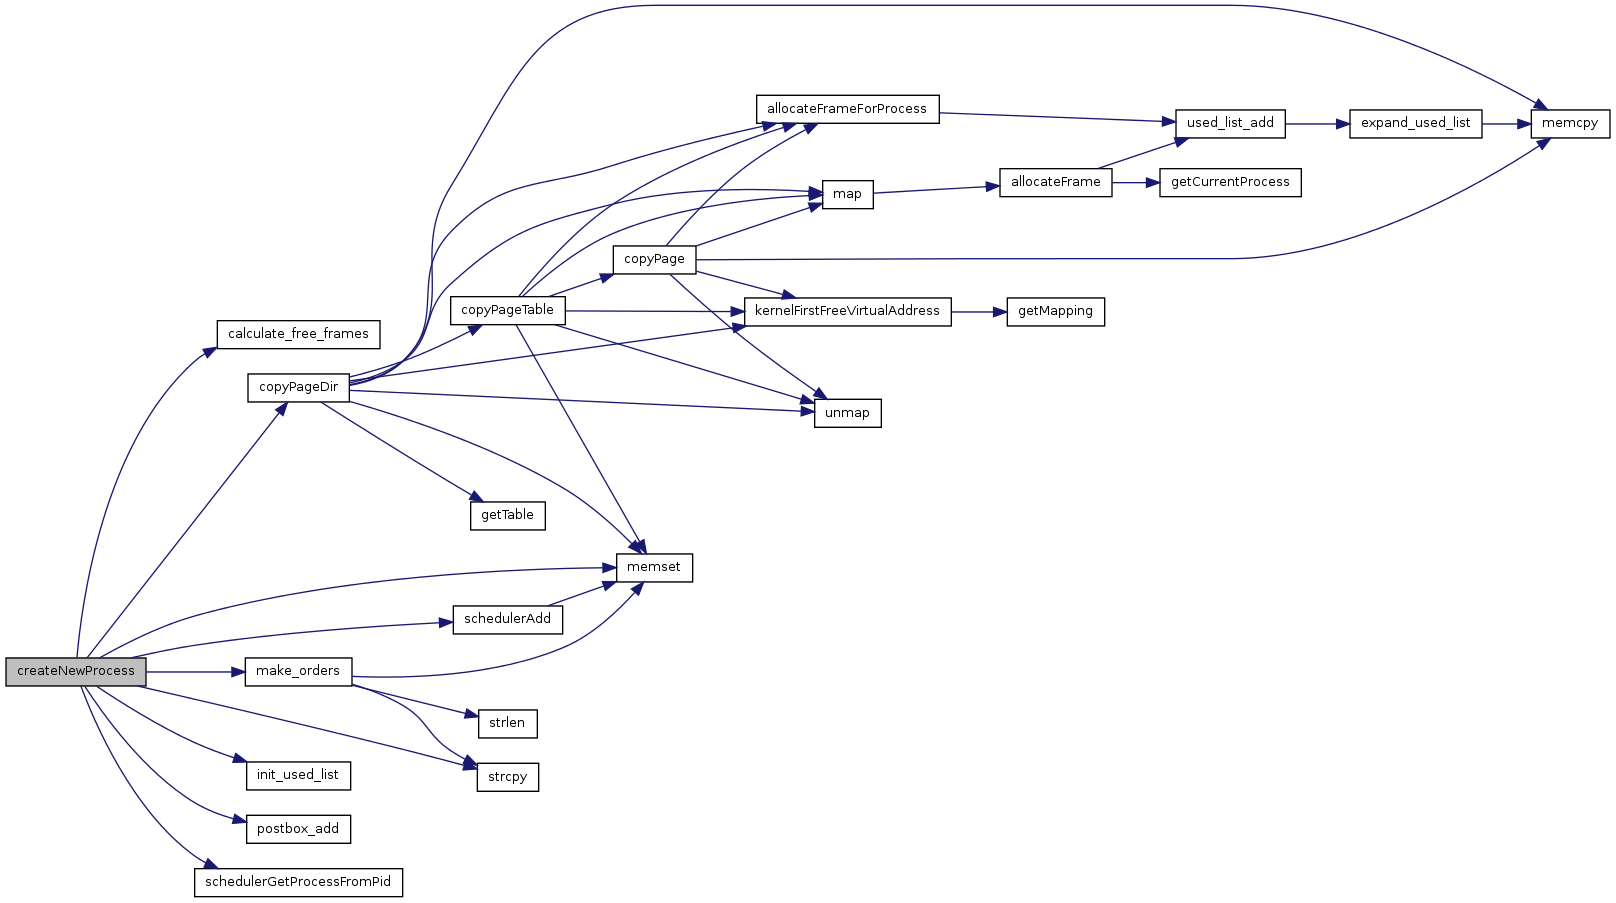 allocateFrameForProcess
used_list_add
expand_used_list
memcpy
allocateFrame
getCurrentProcess
map
copyPage
copyPageTable
kernelFirstFreeVirtualAddress
getMapping
calculate_free_frames
copyPageDir
unmap
getTable
memset
schedulerAdd
createNewProcess
make_orders
strlen
init_used_list
strcpy
postbox_add
schedulerGetProcessFromPid